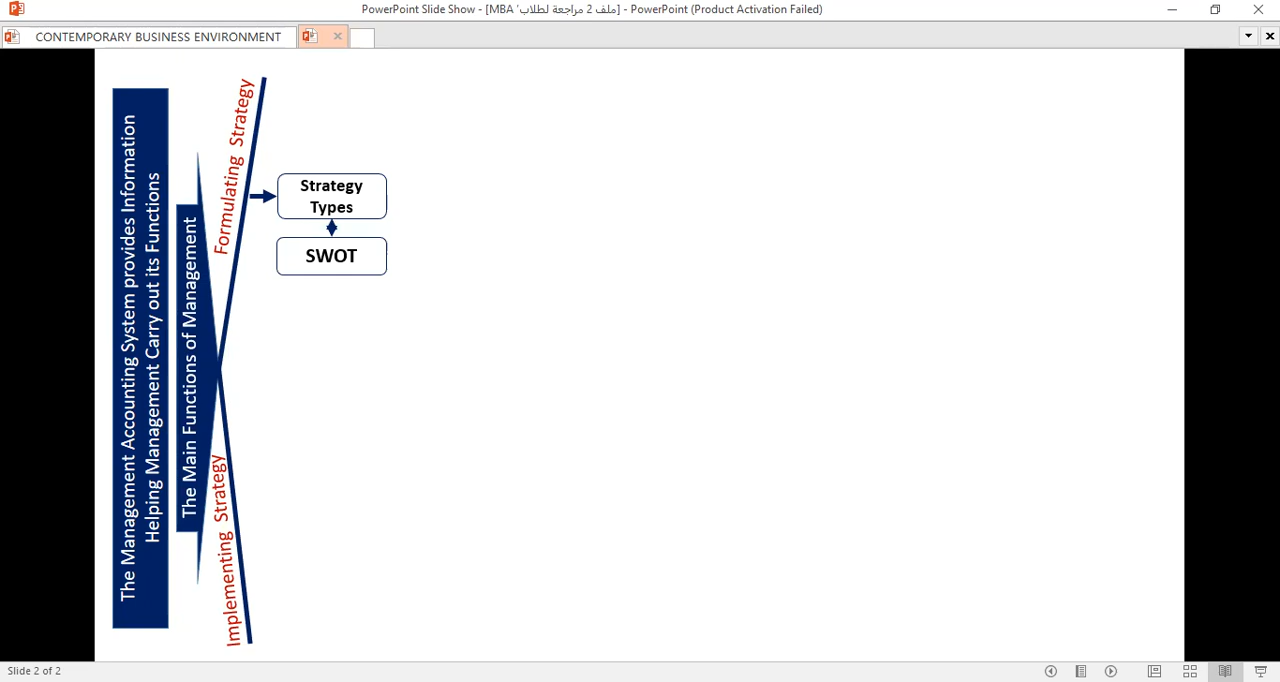 PowerPoint Slide Show - [MBA 'ملف 2 مراجعة لطلاب] - PowerPoint (Product Activation Failed)
CONTEMPORARY BUSINESS ENVIRONMENT
The Management Accounting System provides Information
Helping Management Carry out its Functions
The Main Functions of Management
Formulating Strategy
Implementing Strategy
Strategy
Types
SWOT
Slide 2 of 2